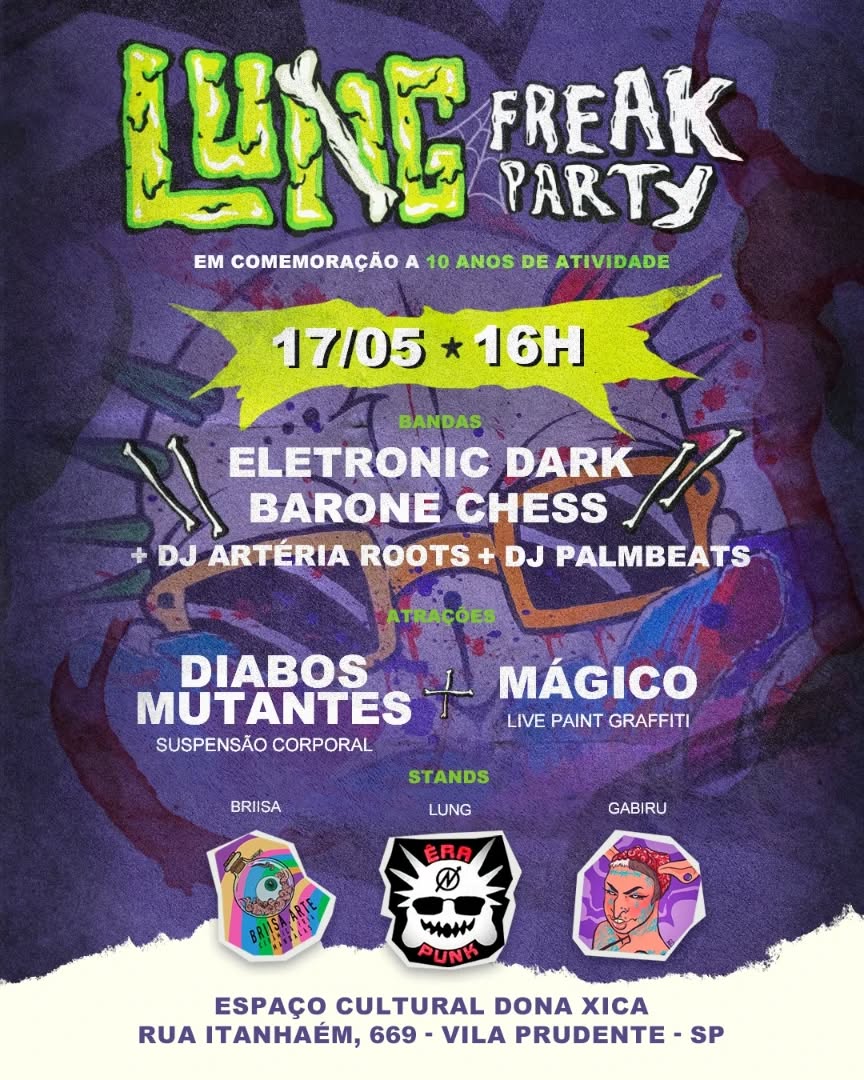 LUNG FREAK
PARTY
EM COMEMORAÇÃO A 10 ANOS DE ATIVIDADE
17/05 ★ 16H
BANDAS
ELETRONIC DARK
BARONE CHESS
+ DJ ARTÉRIA ROOTS + DJ PALMBEATS
ATRAÇÕES
DIABOS
MUTANTES
SUSPENSÃO CORPORAL
+
MÁGICO
LIVE PAINT GRAFFITI
STANDS
BRIISA
LUNG
GABIRU
BRIISA ARTE
ÊRA
PUNK
ESPAÇO CULTURAL DONA XICA
RUA ITANHAÉM, 669 - VILA PRUDENTE - SP